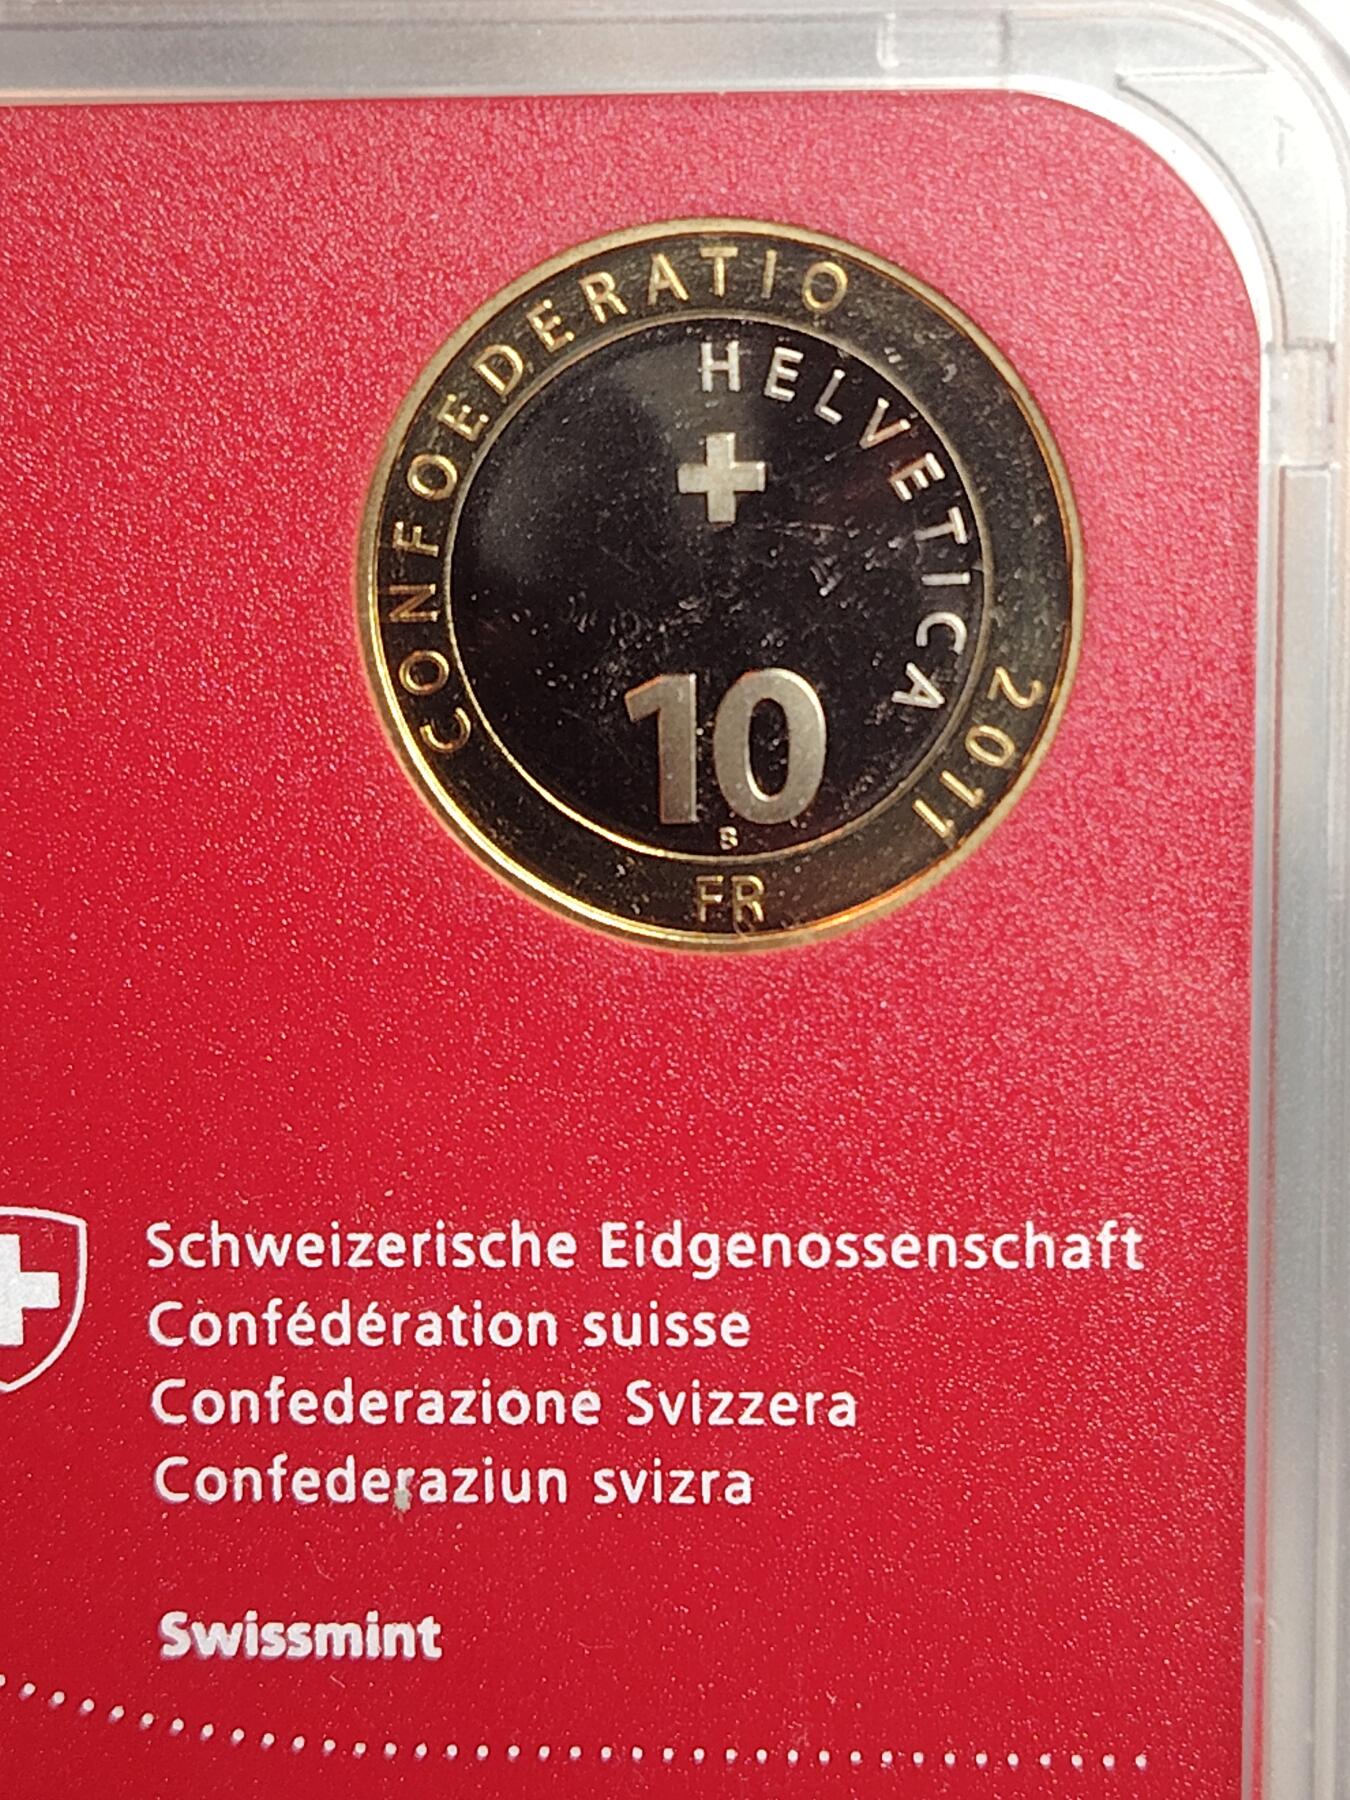 CONFOEDERATIO
HELVETICA
2011
10
B
FR
Schweizerische Eidgenossenschaft
Confédération suisse
Confederazione Svizzera
Confederaziun svizra
Swissmint